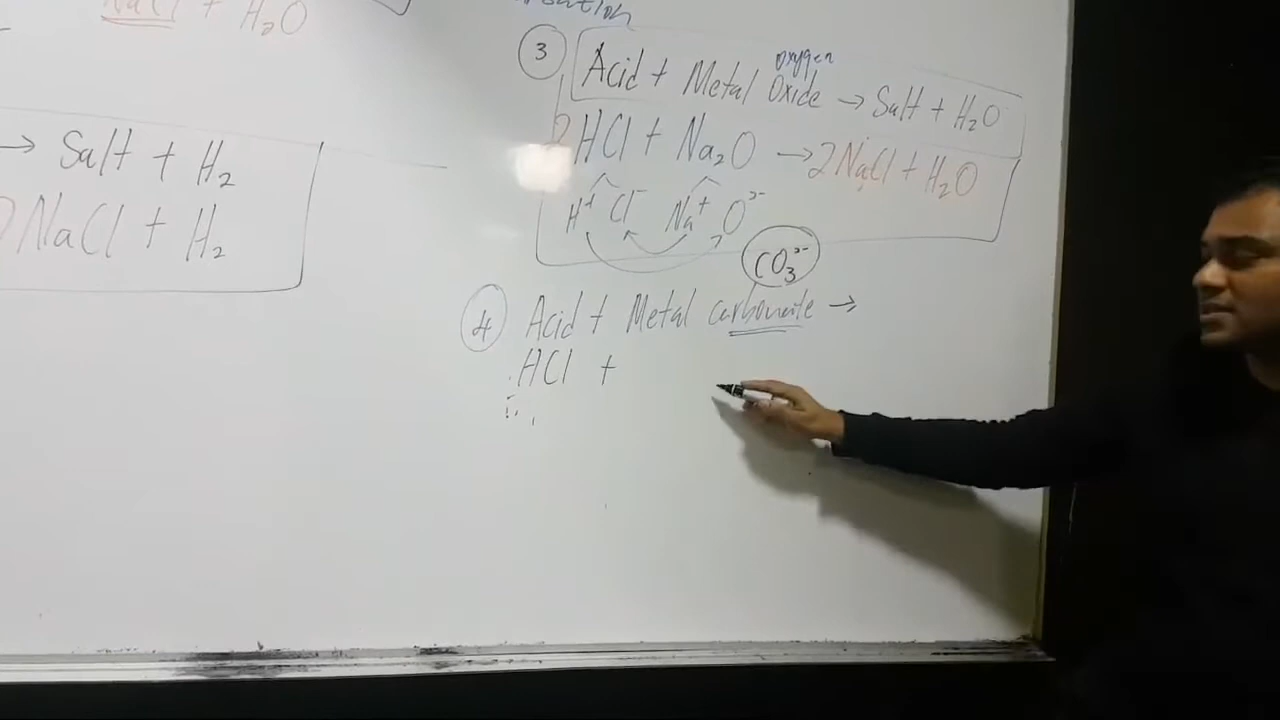 NaCl + H₂O
→ Salt + H₂
NaCl + H₂
③ Acid + Metal Oxide → Salt + H₂O
oxygen
2HCl + Na₂O → 2NaCl + H₂O
H⁺ Cl⁻ Na⁺ O²⁻
CO₃²⁻
④ Acid + Metal carbonate →
HCl +